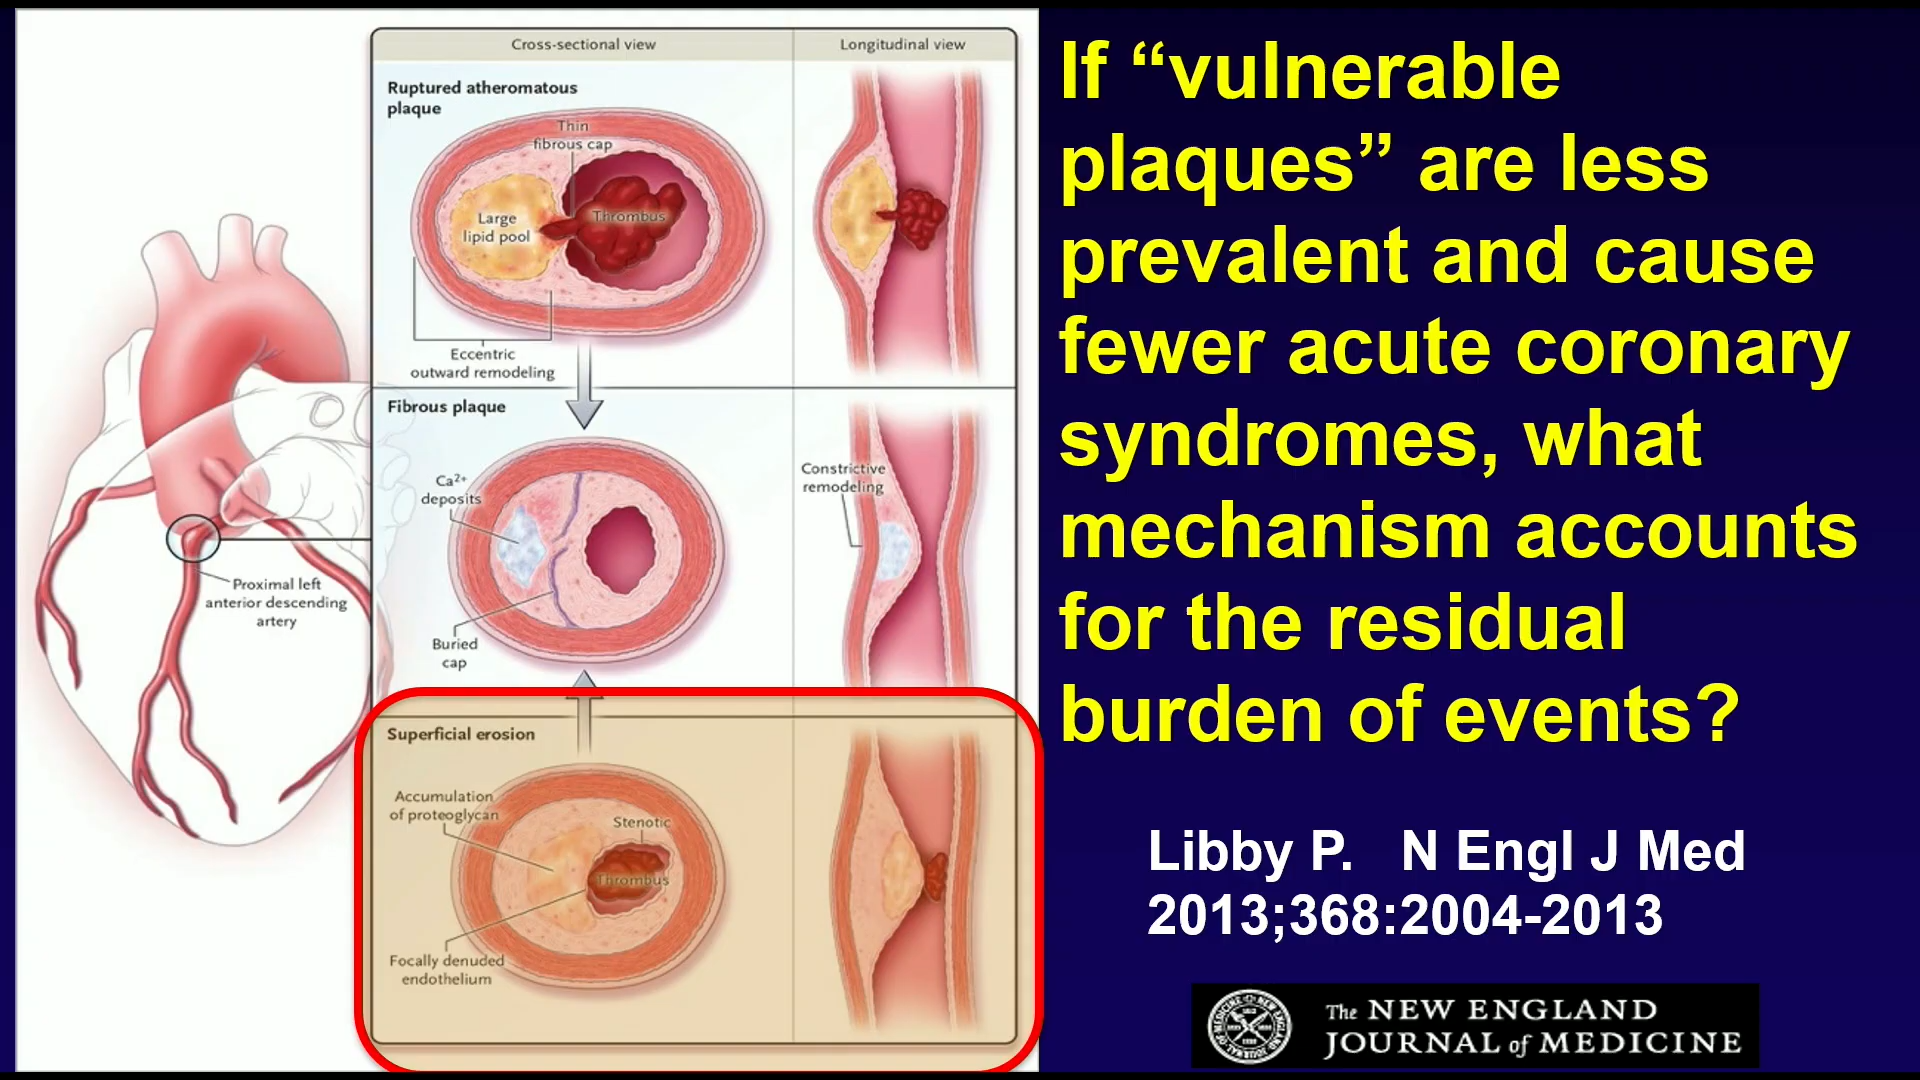 Cross-sectional view
Longitudinal view
Ruptured atheromatous
plaque
Thin
fibrous cap
Large
lipid pool
Thrombus
Eccentric
outward remodeling
Fibrous plaque
Ca²⁺
deposits
Constrictive
remodeling
Buried
cap
Proximal left
anterior descending
artery
Superficial erosion
Accumulation
of proteoglycan
Stenotic
Thrombus
Focally denuded
endothelium
If “vulnerable
plaques” are less
prevalent and cause
fewer acute coronary
syndromes, what
mechanism accounts
for the residual
burden of events?
Libby P. N Engl J Med
2013;368:2004-2013
The NEW ENGLAND
JOURNAL of MEDICINE